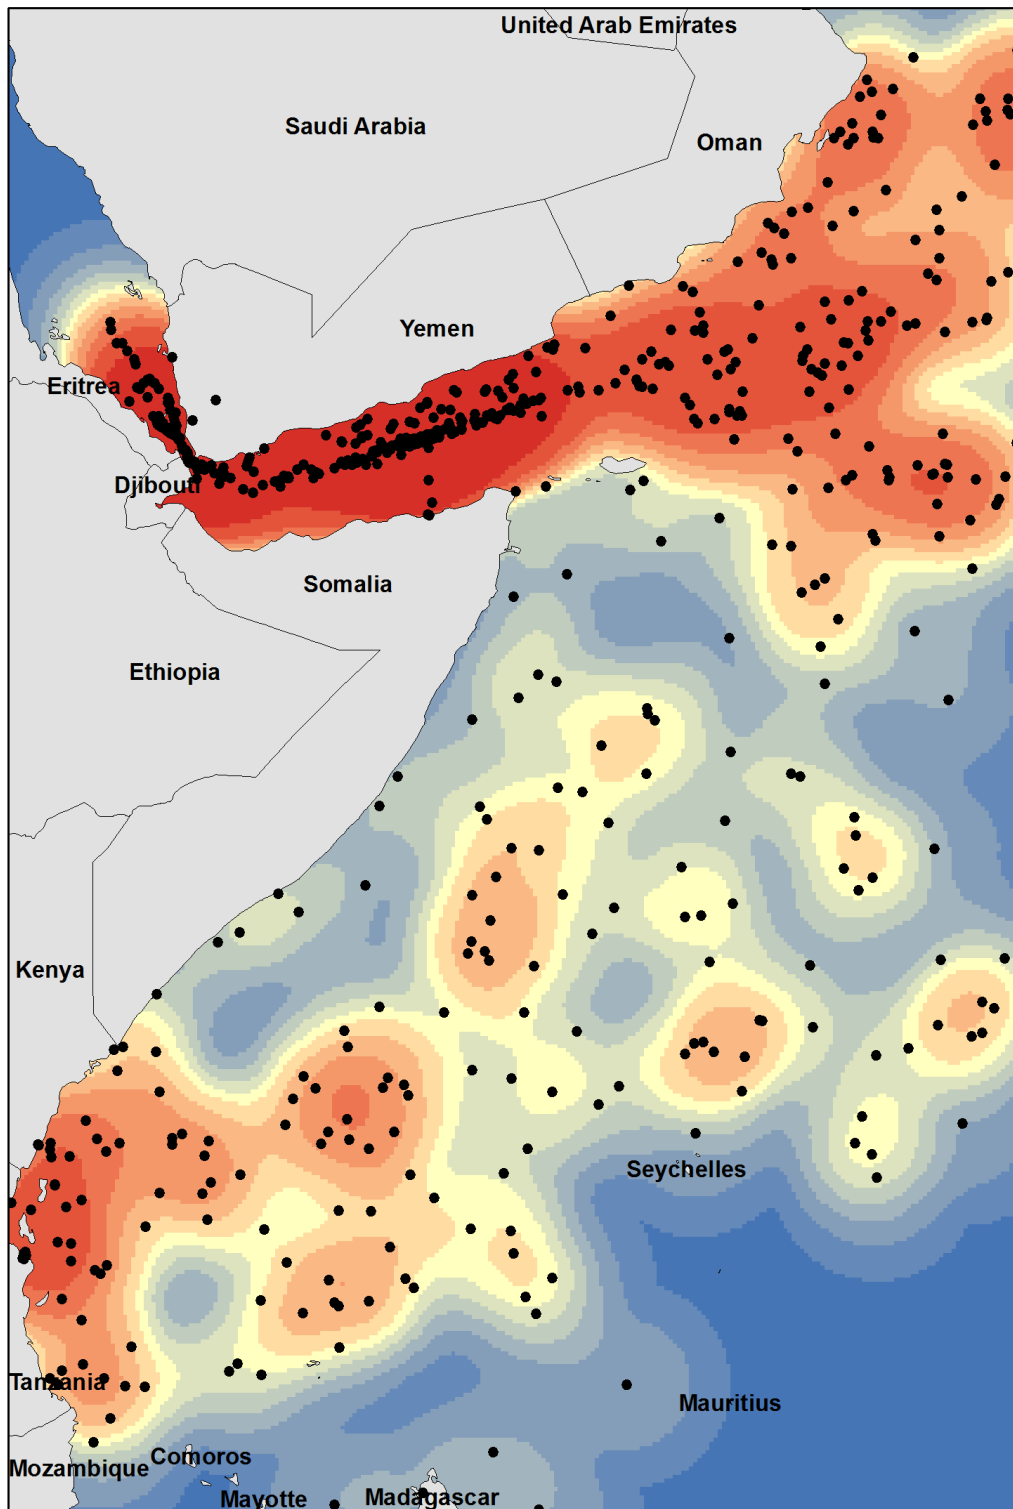 United Arab Emirates
Saudi Arabia
Oman
Yemen
Eritrea
Djibouti
Somalia
Ethiopia
Kenya
Seychelles
Tanzania
Mauritius
Comoros
Mozambique
Mayotte
Madagascar